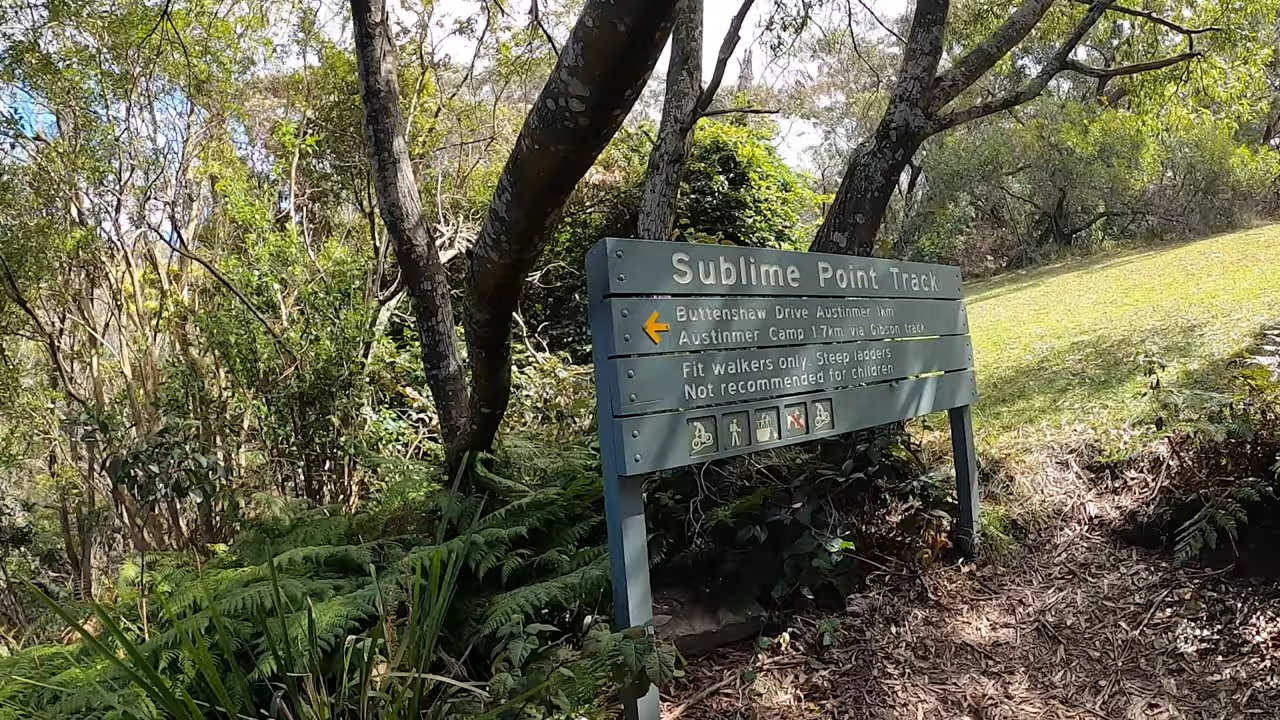 Sublime Point Track
Buttenshaw Drive Austinmer 1km
Austinmer Camp 1.7km via Gibson track
Fit walkers only. Steep ladders
Not recommended for children